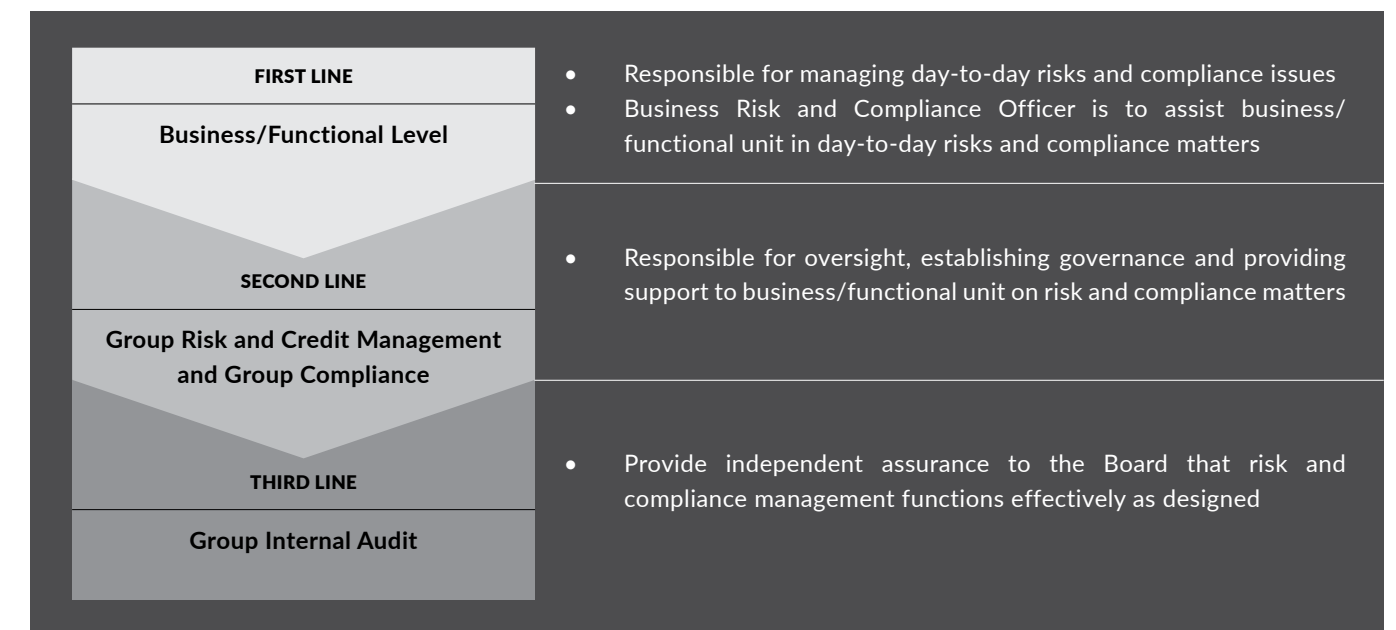 FIRST LINE
Business/Functional Level
• Responsible for managing day-to-day risks and compliance issues
• Business Risk and Compliance Officer is to assist business/
functional unit in day-to-day risks and compliance matters
SECOND LINE
Group Risk and Credit Management
and Group Compliance
• Responsible for oversight, establishing governance and providing
support to business/functional unit on risk and compliance matters
THIRD LINE
Group Internal Audit
• Provide independent assurance to the Board that risk and
compliance management functions effectively as designed